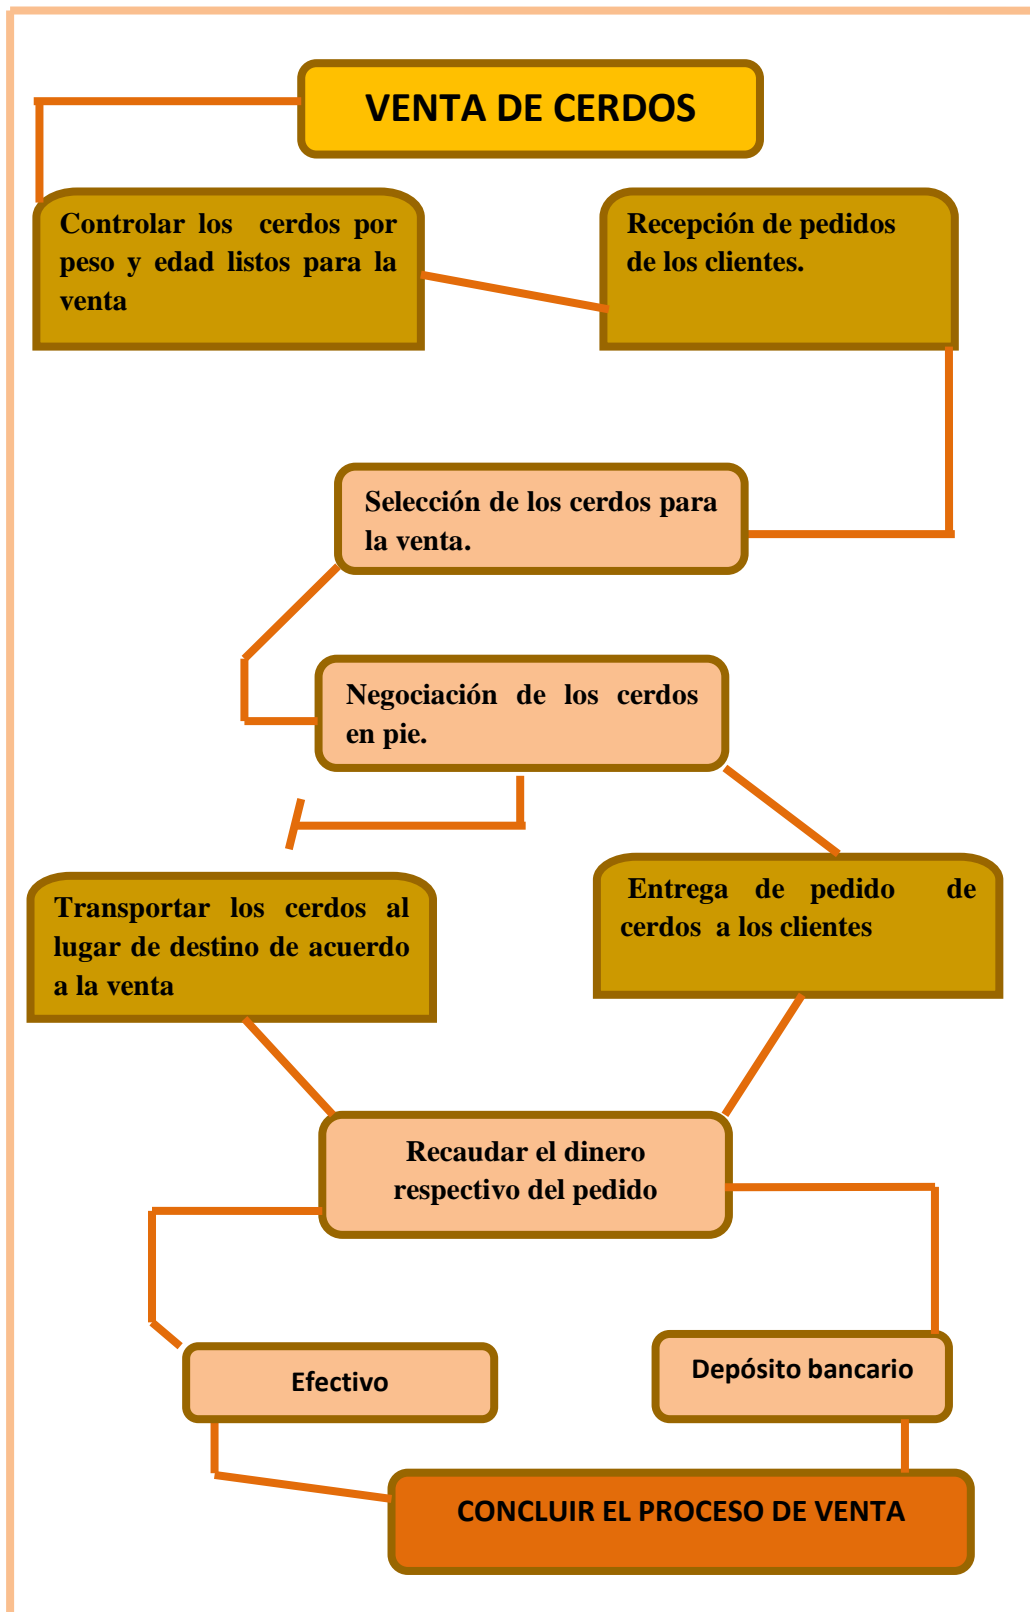 VENTA DE CERDOS
Controlar los cerdos por
peso y edad listos para la
venta
Recepción de pedidos
de los clientes.
Selección de los cerdos para
la venta.
Negociación de los cerdos
en pie.
Transportar los cerdos al
lugar de destino de acuerdo
a la venta
Entrega de pedido de
cerdos a los clientes
Recaudar el dinero
respectivo del pedido
Efectivo
Depósito bancario
CONCLUIR EL PROCESO DE VENTA